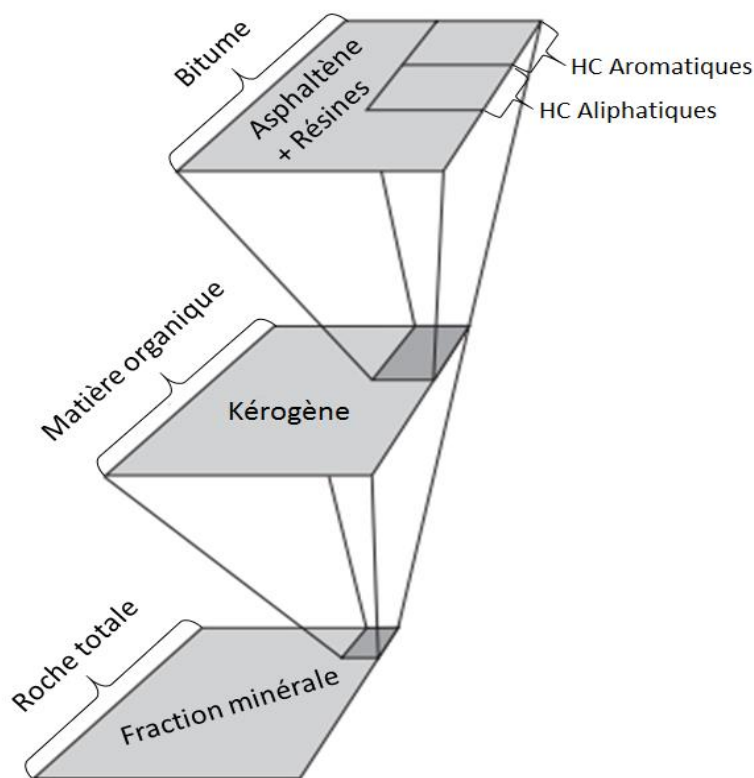 Bitume
Asphaltène
+ Résines
HC Aromatiques
HC Aliphatiques
Matière organique
Kérogène
Roche totale
Fraction minérale